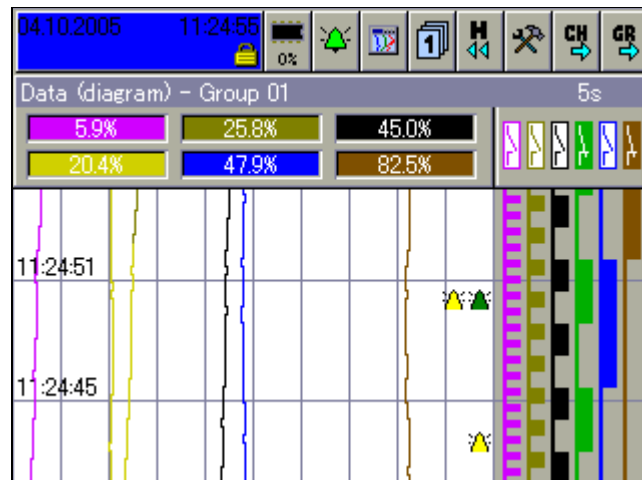 04.10.2005 11:24:55
0%
1
H
CH
GR
Data (diagram) - Group 01 5s
5.9% 25.8% 45.0%
20.4% 47.9% 82.5%
11:24:51
11:24:45